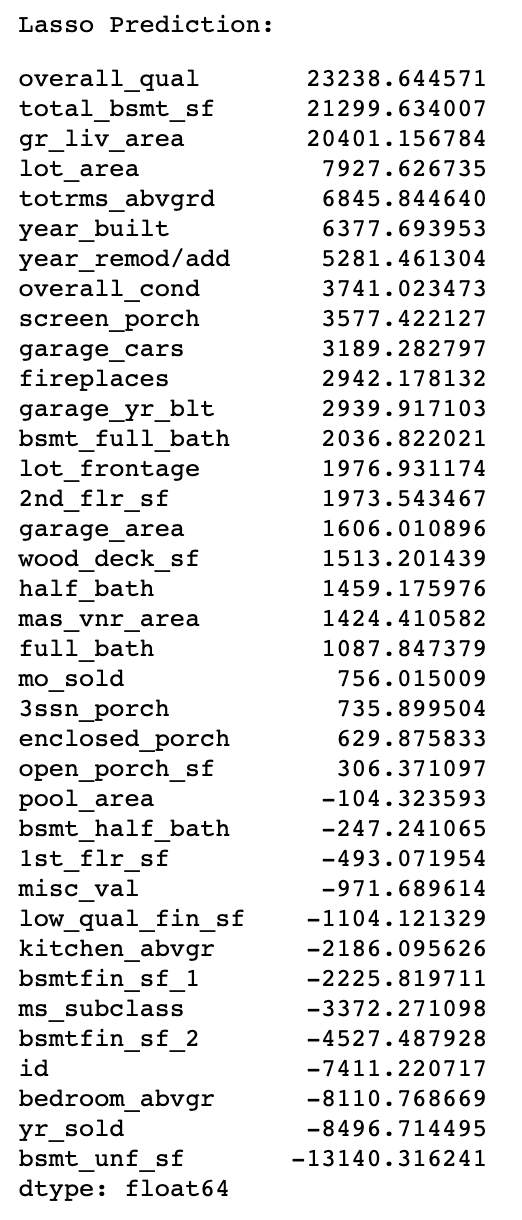 Lasso Prediction:
overall_qual 23238.644571
total_bsmt_sf 21299.634007
gr_liv_area 20401.156784
lot_area 7927.626735
totrms_abvgrd 6845.844640
year_built 6377.693953
year_remod/add 5281.461304
overall_cond 3741.023473
screen_porch 3577.422127
garage_cars 3189.282797
fireplaces 2942.178132
garage_yr_blt 2939.917103
bsmt_full_bath 2036.822021
lot_frontage 1976.931174
2nd_flr_sf 1973.543467
garage_area 1606.010896
wood_deck_sf 1513.201439
half_bath 1459.175976
mas_vnr_area 1424.410582
full_bath 1087.847379
mo_sold 756.015009
3ssn_porch 735.899504
enclosed_porch 629.875833
open_porch_sf 306.371097
pool_area -104.323593
bsmt_half_bath -247.241065
1st_flr_sf -493.071954
misc_val -971.689614
low_qual_fin_sf -1104.121329
kitchen_abvgr -2186.095626
bsmtfin_sf_1 -2225.819711
ms_subclass -3372.271098
bsmtfin_sf_2 -4527.487928
id -7411.220717
bedroom_abvgr -8110.768669
yr_sold -8496.714495
bsmt_unf_sf -13140.316241
dtype: float64